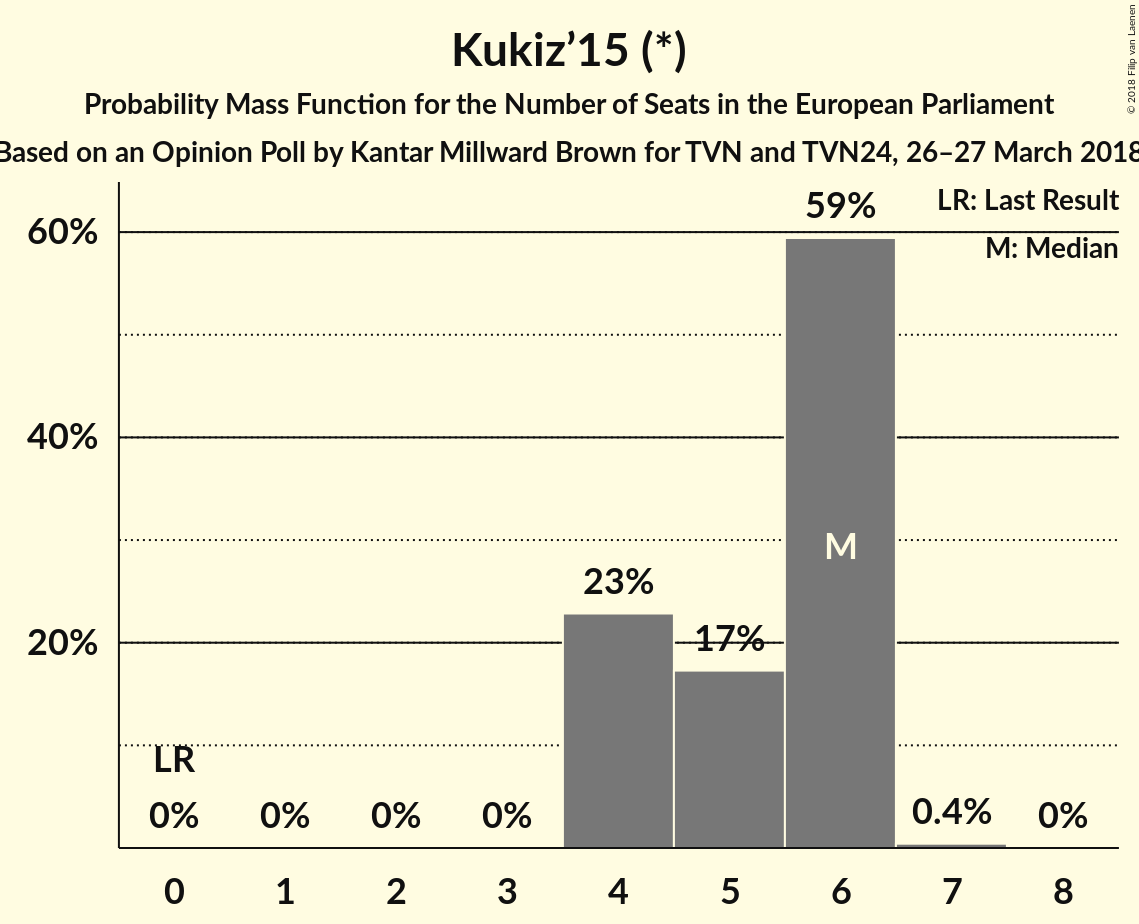 Kukiz’15 (*)
Probability Mass Function for the Number of Seats in the European Parliament
Based on an Opinion Poll by Kantar Millward Brown for TVN and TVN24, 26–27 March 2018
© 2018 Filip van Laenen
LR: Last Result
M: Median
60%
40%
20%
59%
M
23%
17%
LR
0% 0% 0% 0% 0.4% 0%
0 1 2 3 4 5 6 7 8